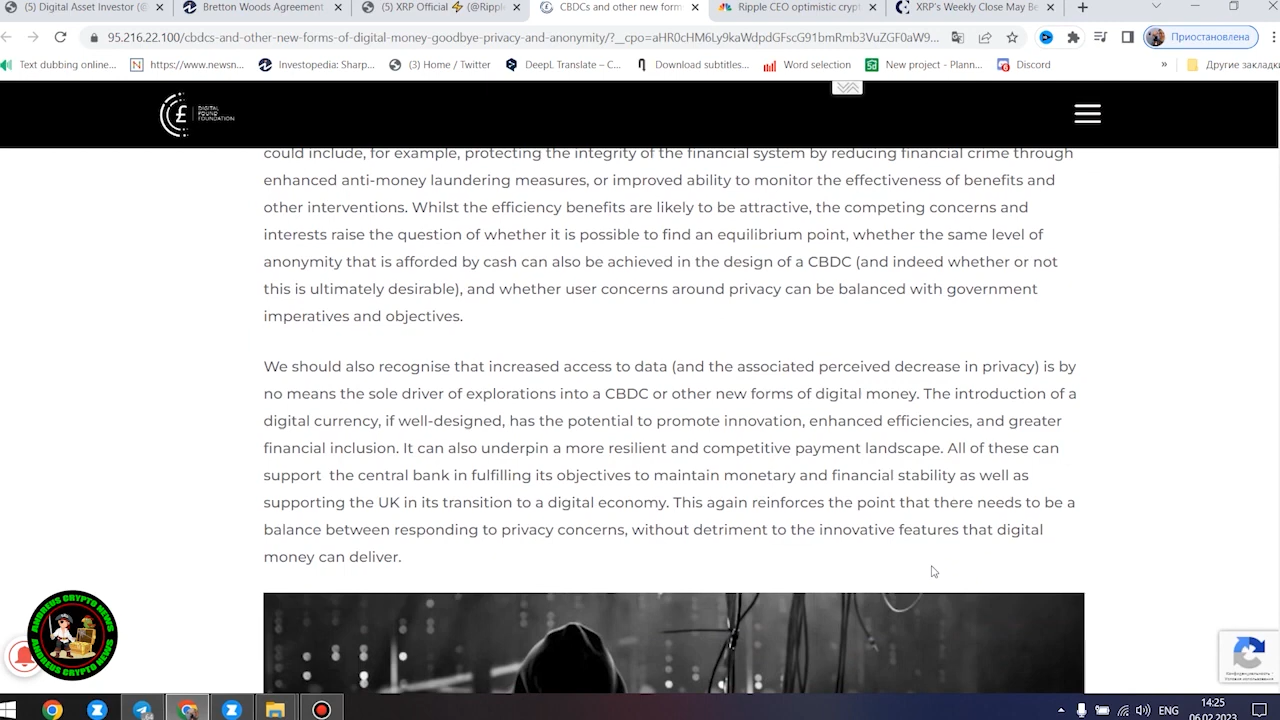 (5) Digital Asset Investor (@
Bretton Woods Agreement
(5) XRP Official ⚡ (@Ripple
CBDCs and other new form
Ripple CEO optimistic crypt
XRP's Weekly Close May Be
95.216.22.100/cbdcs-and-other-new-forms-of-digital-money-goodbye-privacy-and-anonymity/?__cpo=aHR0cHM6Ly9kaWdpdGFscG91bmRmb3VuZGF0aW9...
Приостановлена
Text dubbing online...
https://www.newsn...
Investopedia: Sharp...
(3) Home / Twitter
DeepL Translate – C...
Download subtitles...
Word selection
New project - Plann...
Discord
»
Другие закладки
DIGITAL
POUND
FOUNDATION
could include, for example, protecting the integrity of the financial system by reducing financial crime through
enhanced anti-money laundering measures, or improved ability to monitor the effectiveness of benefits and
other interventions. Whilst the efficiency benefits are likely to be attractive, the competing concerns and
interests raise the question of whether it is possible to find an equilibrium point, whether the same level of
anonymity that is afforded by cash can also be achieved in the design of a CBDC (and indeed whether or not
this is ultimately desirable), and whether user concerns around privacy can be balanced with government
imperatives and objectives.
We should also recognise that increased access to data (and the associated perceived decrease in privacy) is by
no means the sole driver of explorations into a CBDC or other new forms of digital money. The introduction of a
digital currency, if well-designed, has the potential to promote innovation, enhanced efficiencies, and greater
financial inclusion. It can also underpin a more resilient and competitive payment landscape. All of these can
support the central bank in fulfilling its objectives to maintain monetary and financial stability as well as
supporting the UK in its transition to a digital economy. This again reinforces the point that there needs to be a
balance between responding to privacy concerns, without detriment to the innovative features that digital
money can deliver.
ANDREUS CRYPTO NEWS
ANDREUS CRYPTO NEWS
Конфиденциальность -
Условия использования
ENG
14:25
06.02.2023